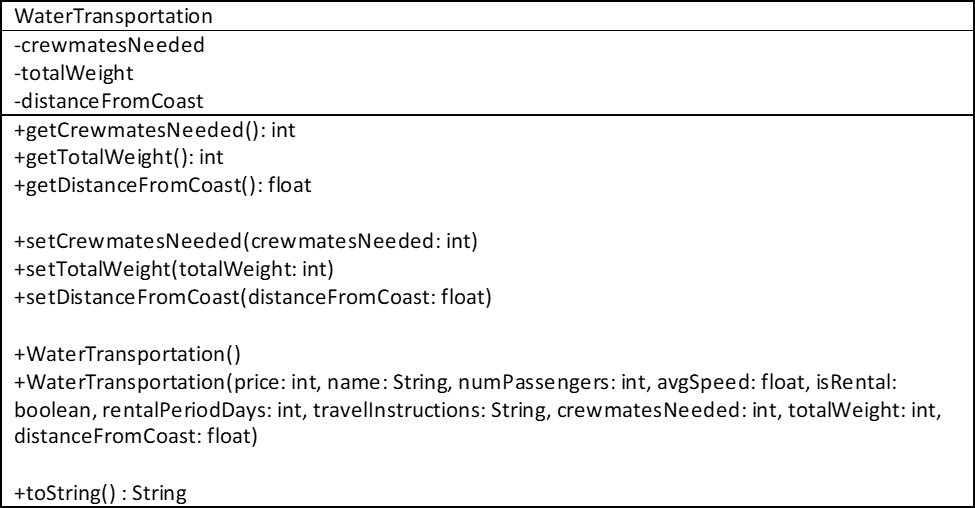 WaterTransportation
-crewmatesNeeded
-totalWeight
-distanceFromCoast
+getCrewmatesNeeded(): int
+getTotalWeight(): int
+getDistanceFromCoast(): float
+setCrewmatesNeeded(crewmatesNeeded: int)
+setTotalWeight(totalWeight: int)
+setDistanceFromCoast(distanceFromCoast: float)
+WaterTransportation()
+WaterTransportation(price: int, name: String, numPassengers: int, avgSpeed: float, isRental:
boolean, rentalPeriodDays: int, travelInstructions: String, crewmatesNeeded: int, totalWeight: int,
distanceFromCoast: float)
+toString() : String